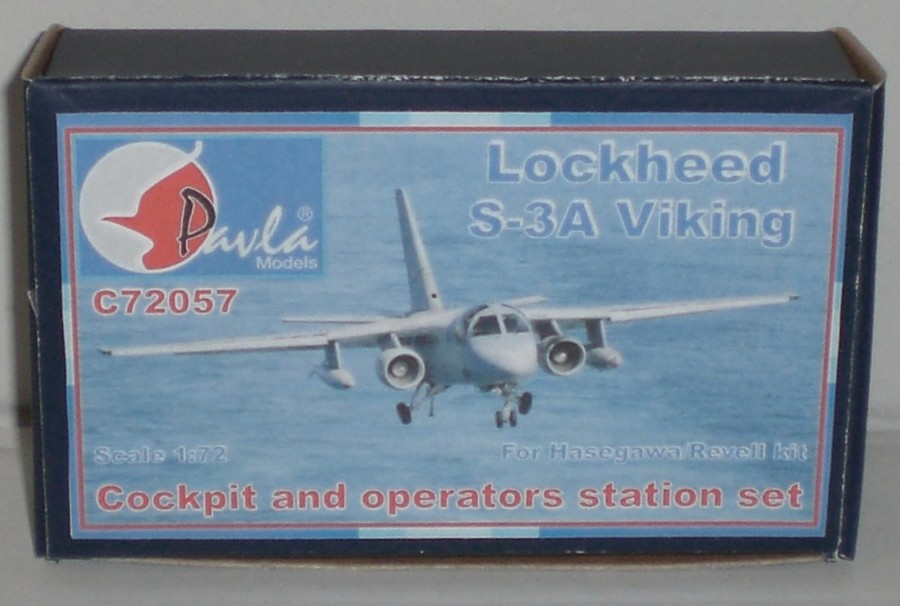 Pavla®
Models
C72057
Lockheed
S-3A Viking
Scale 1:72
For Hasegawa/Revell kit
Cockpit and operators station set